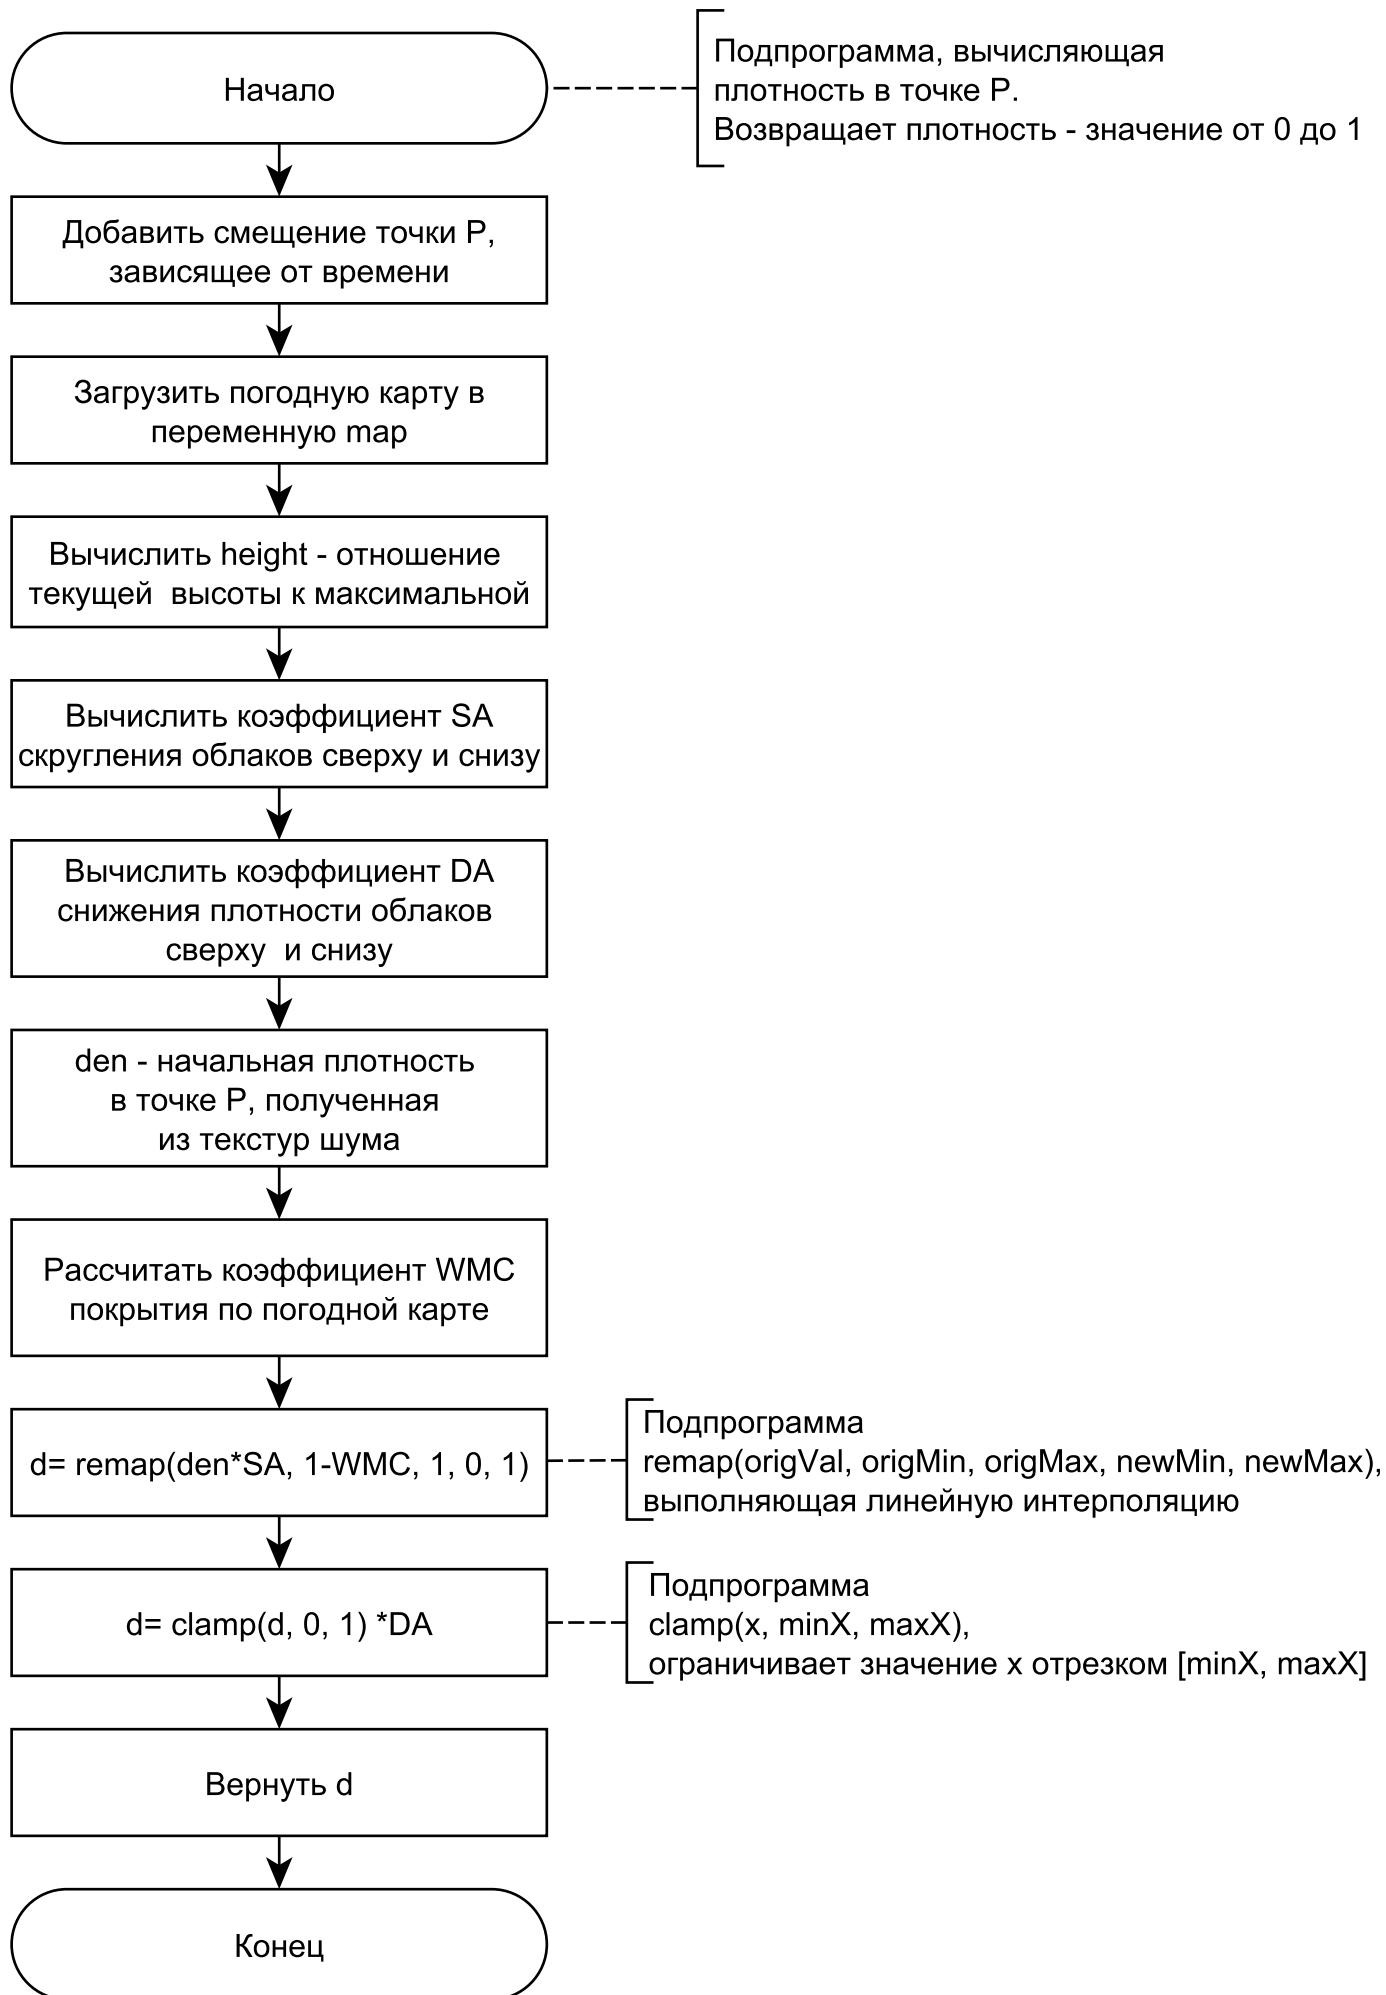 Начало
Подпрограмма, вычисляющая
плотность в точке P.
Возвращает плотность - значение от 0 до 1
Добавить смещение точки P,
зависящее от времени
Загрузить погодную карту в
переменную map
Вычислить height - отношение
текущей  высоты к максимальной
Вычислить коэффициент SA
скругления облаков сверху и снизу
Вычислить коэффициент DA
снижения плотности облаков
сверху  и снизу
den - начальная плотность
в точке P, полученная
из текстур шума
Рассчитать коэффициент WMC
покрытия по погодной карте
d= remap(den*SA, 1-WMC, 1, 0, 1)
Подпрограмма
remap(origVal, origMin, origMax, newMin, newMax),
выполняющая линейную интерполяцию
d= clamp(d, 0, 1) *DA
Подпрограмма
clamp(x, minX, maxX),
ограничивает значение x отрезком [minX, maxX]
Вернуть d
Конец